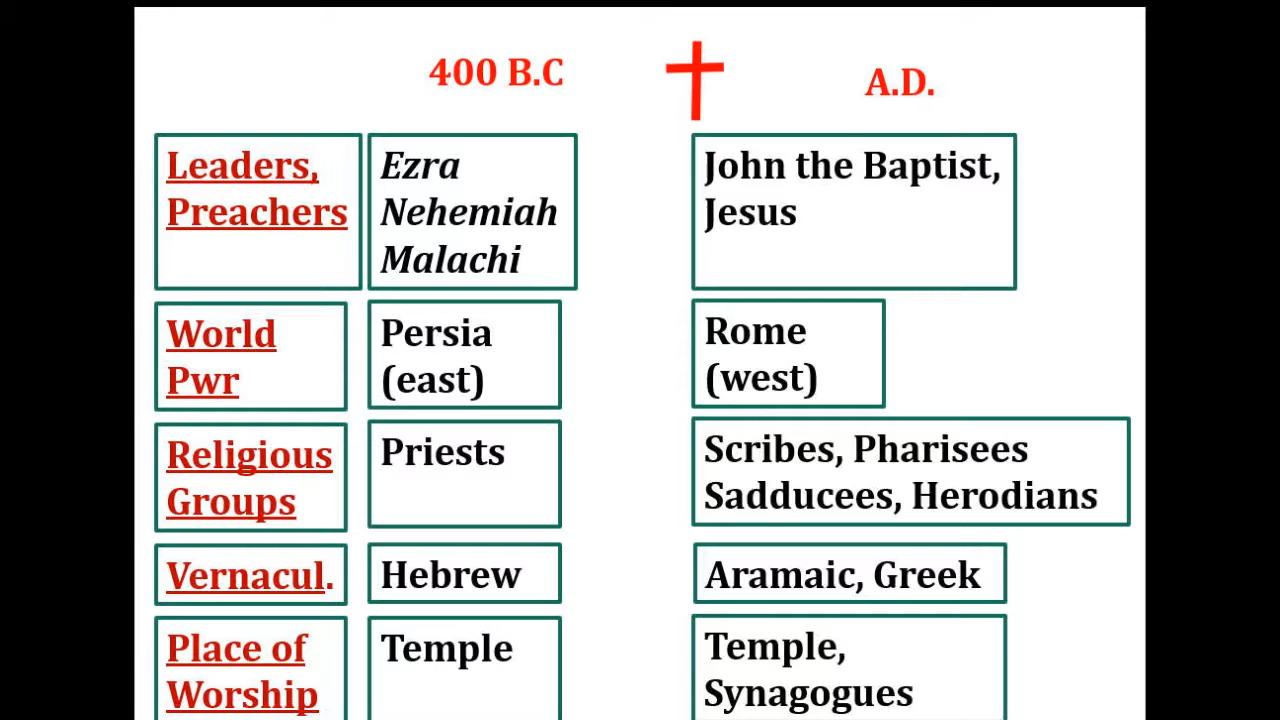 400 B.C
A.D.
Leaders,
Preachers
Ezra
Nehemiah
Malachi
John the Baptist,
Jesus
World
Pwr
Persia
(east)
Rome
(west)
Religious
Groups
Priests
Scribes, Pharisees
Sadducees, Herodians
Vernacul.
Hebrew
Aramaic, Greek
Place of
Worship
Temple
Temple,
Synagogues